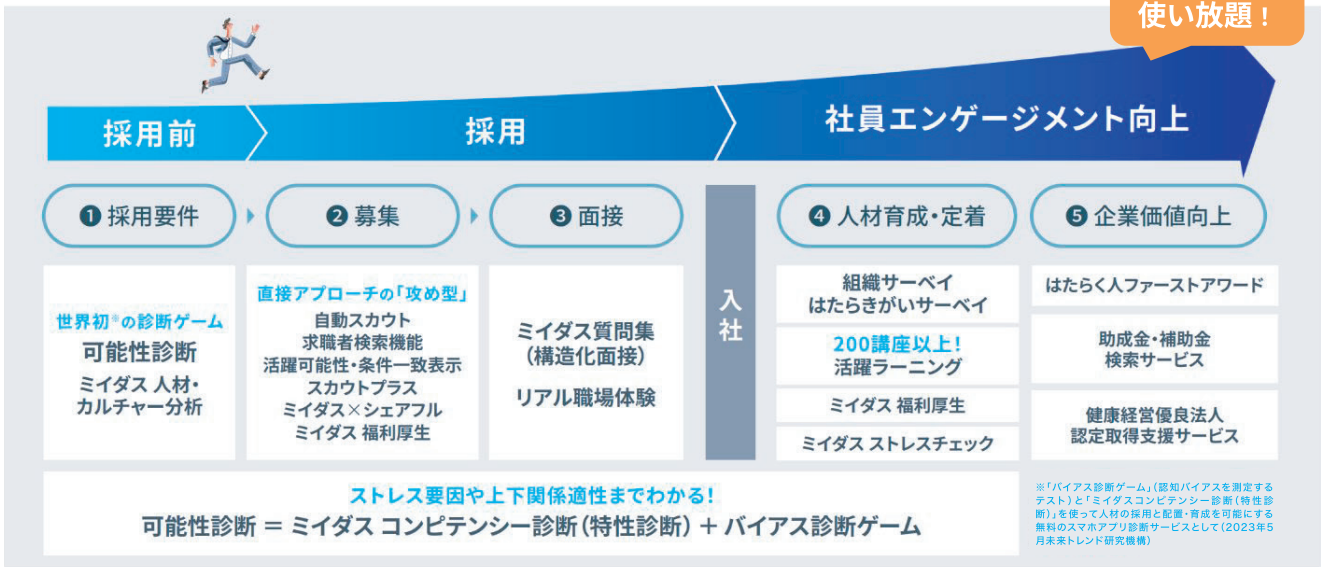 使い放題！
採用前
採用
社員エンゲージメント向上
❶ 採用要件
❷ 募集
❸ 面接
❹ 人材育成・定着
❺ 企業価値向上
世界初※の診断ゲーム
可能性診断
ミイダス 人材・
カルチャー分析
直接アプローチの「攻め型」
自動スカウト
求職者検索機能
活躍可能性・条件一致表示
スカウトプラス
ミイダス×シェアフル
ミイダス 福利厚生
ミイダス質問集
（構造化面接）
リアル職場体験
入社
組織サーベイ
はたらきがいサーベイ
200講座以上！
活躍ラーニング
ミイダス 福利厚生
ミイダス ストレスチェック
はたらく人ファーストアワード
助成金・補助金
検索サービス
健康経営優良法人
認定取得支援サービス
ストレス要因や上下関係適性までわかる！
可能性診断 ＝ ミイダス コンピテンシー診断（特性診断）＋ バイアス診断ゲーム
※「バイアス診断ゲーム」（認知バイアスを測定する
テスト）と「ミイダスコンピテンシー診断（特性診
断）」を使って人材の採用と配置・育成を可能にする
無料のスマホアプリ診断サービスとして（2023年5
月未来トレンド研究機構）